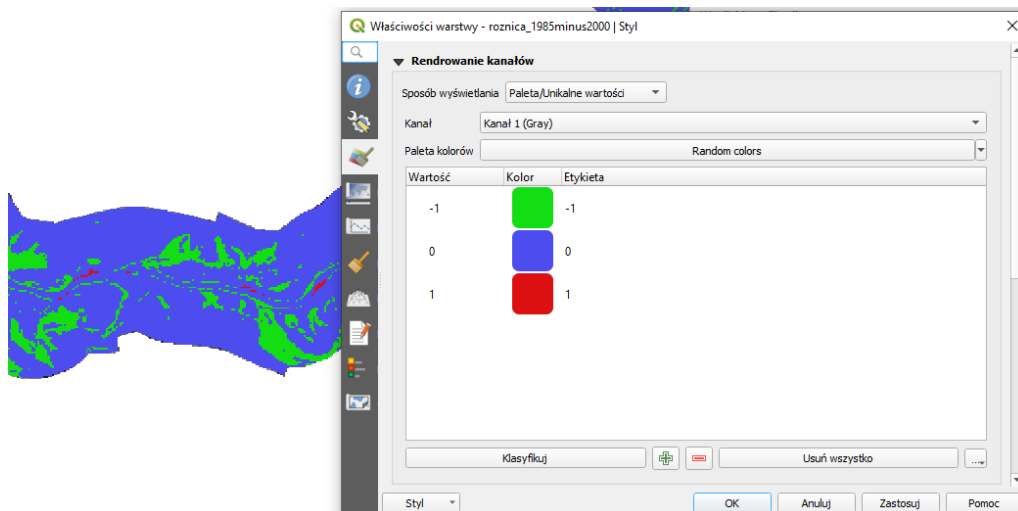 Właściwości warstwy - roznica_1985minus2000 | Styl
Rendrowanie kanałów
Sposób wyświetlania Paleta/Unikalne wartości
Kanał Kanał 1 (Gray)
Paleta kolorów Random colors
Wartość Kolor Etykieta
-1 -1
0 0
1 1
Klasyfikuj Usuń wszystko ...
Styl OK Anuluj Zastosuj Pomoc